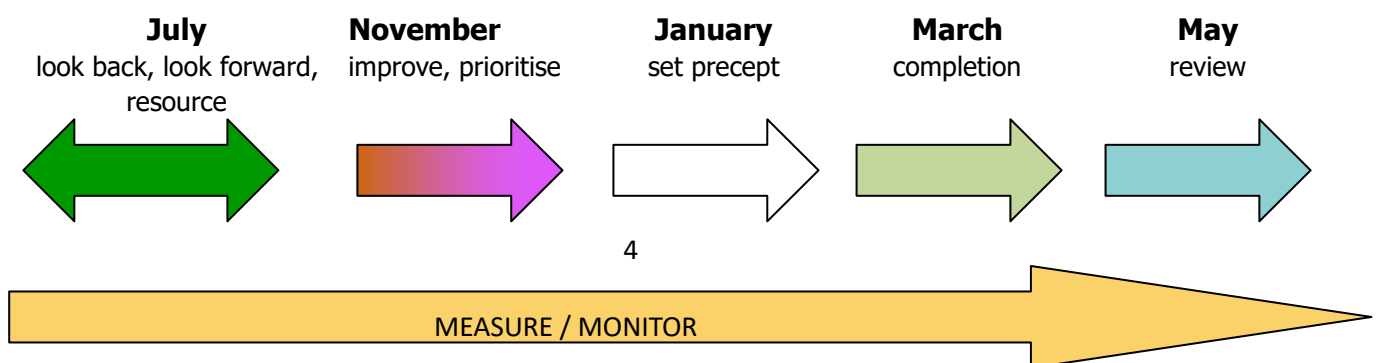 July
look back, look forward,
resource
November
improve, prioritise
January
set precept
March
completion
May
review
4
MEASURE / MONITOR